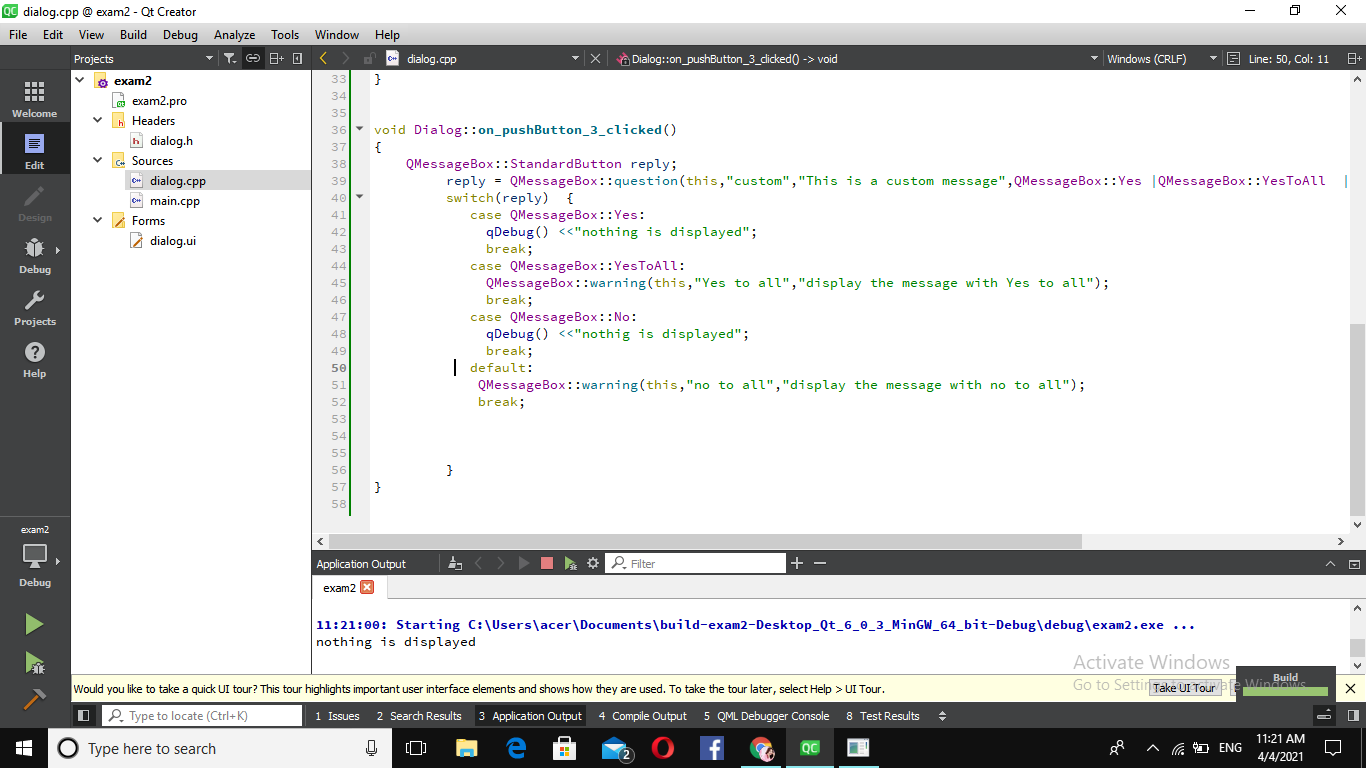 dialog.cpp @ exam2 - Qt Creator
File Edit View Build Debug Analyze Tools Window Help
Projects dialog.cpp Dialog::on_pushButton_3_clicked() -> void Windows (CRLF) Line: 50, Col: 11
Welcome
Edit
Design
Debug
Projects
Help
exam2
Debug
exam2
exam2.pro
Headers
dialog.h
Sources
dialog.cpp
main.cpp
Forms
dialog.ui
33 }
34
35
36 void Dialog::on_pushButton_3_clicked()
37 {
38 QMessageBox::StandardButton reply;
39 reply = QMessageBox::question(this,"custom","This is a custom message",QMessageBox::Yes |QMessageBox::YesToAll |
40 switch(reply) {
41 case QMessageBox::Yes:
42 qDebug() <<"nothing is displayed";
43 break;
44 case QMessageBox::YesToAll:
45 QMessageBox::warning(this,"Yes to all","display the message with Yes to all");
46 break;
47 case QMessageBox::No:
48 qDebug() <<"nothig is displayed";
49 break;
50 default:
51 QMessageBox::warning(this,"no to all","display the message with no to all");
52 break;
53
54
55
56 }
57 }
58
Application Output Filter
exam2
11:21:00: Starting C:\Users\acer\Documents\build-exam2-Desktop_Qt_6_0_3_MinGW_64_bit-Debug\debug\exam2.exe ...
nothing is displayed
Activate Windows
Go to Settin
Build
Would you like to take a quick UI tour? This tour highlights important user interface elements and shows how they are used. To take the tour later, select Help > UI Tour. Take UI Tour
Type to locate (Ctrl+K) 1 Issues 2 Search Results 3 Application Output 4 Compile Output 5 QML Debugger Console 8 Test Results
Type here to search 2 ENG 11:21 AM
4/4/2021